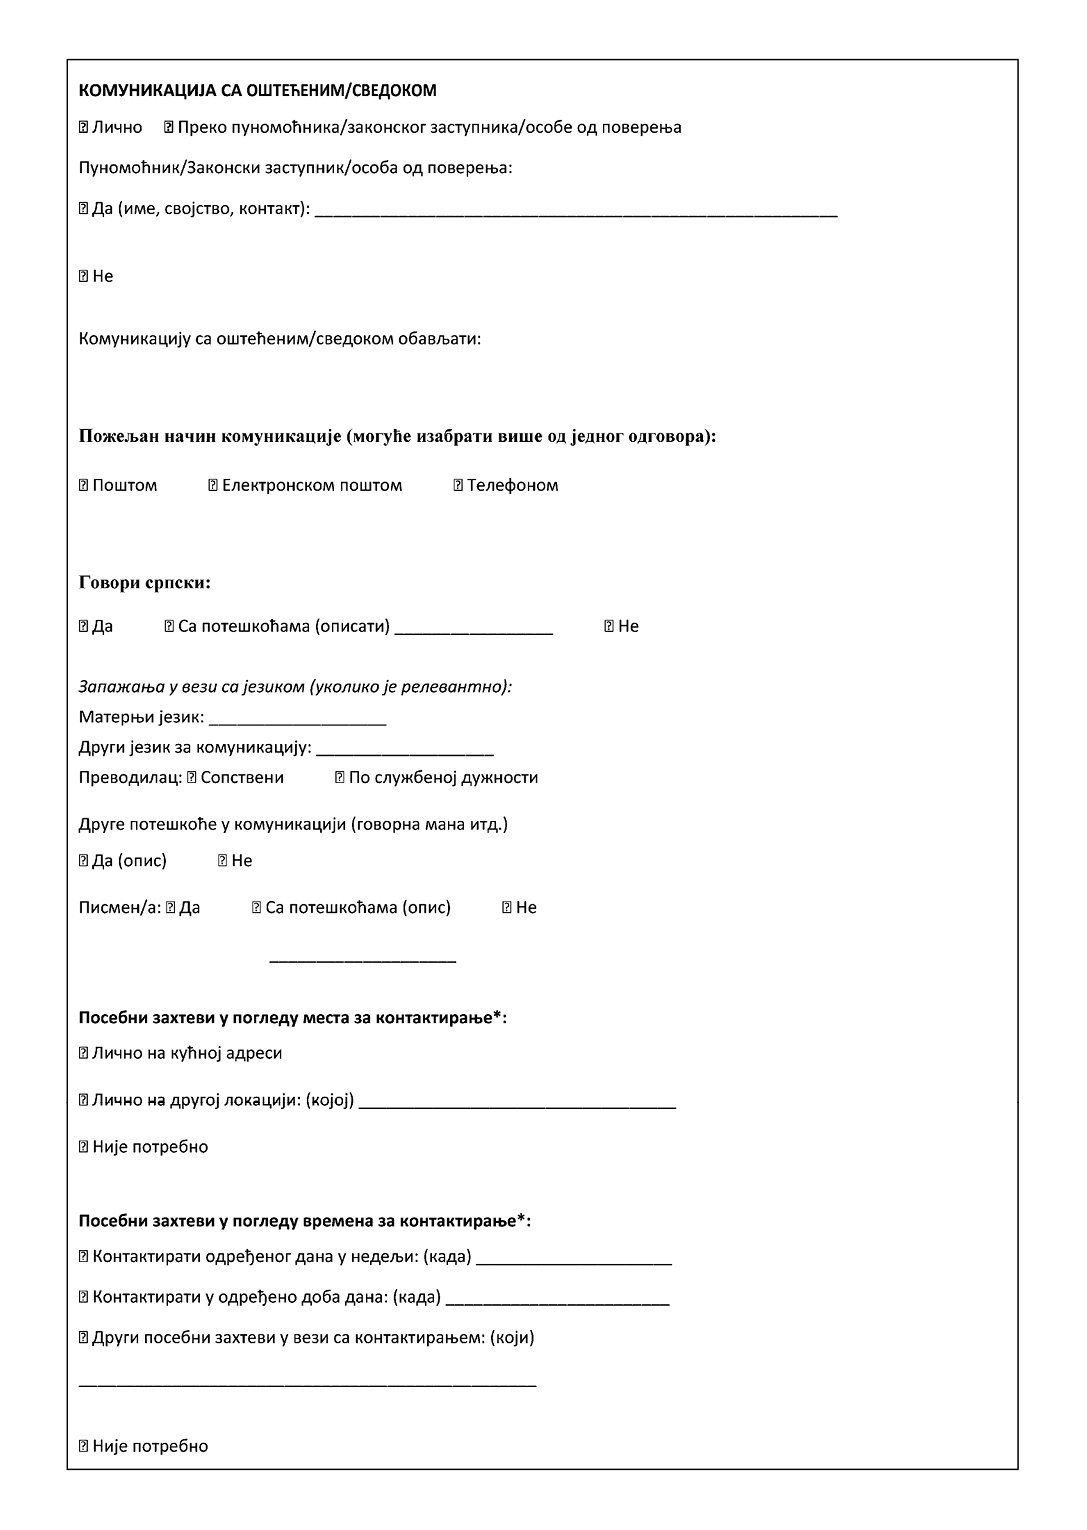 КОМУНИКАЦИЈА СА ОШТЕЋЕНИМ/СВЕДОКОМ
⍰ Лично ⍰ Преко пуномоћника/законског заступника/особе од поверења
Пуномоћник/Законски заступник/особа од поверења:
⍰ Да (име, својство, контакт): ________________________________________________________
⍰ Не
Комуникацију са оштећеним/сведоком обављати:
Пожељан начин комуникације (могуће изабрати више од једног одговора):
⍰ Поштом ⍰ Електронском поштом ⍰ Телефоном
Говори српски:
⍰ Да ⍰ Са потешкоћама (описати) _________________ ⍰ Не
Запажања у вези са језиком (уколико је релевантно):
Матерњи језик: ___________________
Други језик за комуникацију: ___________________
Преводилац: ⍰ Сопствени ⍰ По службеној дужности
Друге потешкоће у комуникацији (говорна мана итд.)
⍰ Да (опис) ⍰ Не
Писмен/а: ⍰ Да ⍰ Са потешкоћама (опис) ⍰ Не
____________________
Посебни захтеви у погледу места за контактирање*:
⍰ Лично на кућној адреси
⍰ Лично на другој локацији: (којој) __________________________________
⍰ Није потребно
Посебни захтеви у погледу времена за контактирање*:
⍰ Контактирати одређеног дана у недељи: (када) _____________________
⍰ Контактирати у одређено доба дана: (када) ________________________
⍰ Други посебни захтеви у вези са контактирањем: (који)
_________________________________________________
⍰ Није потребно